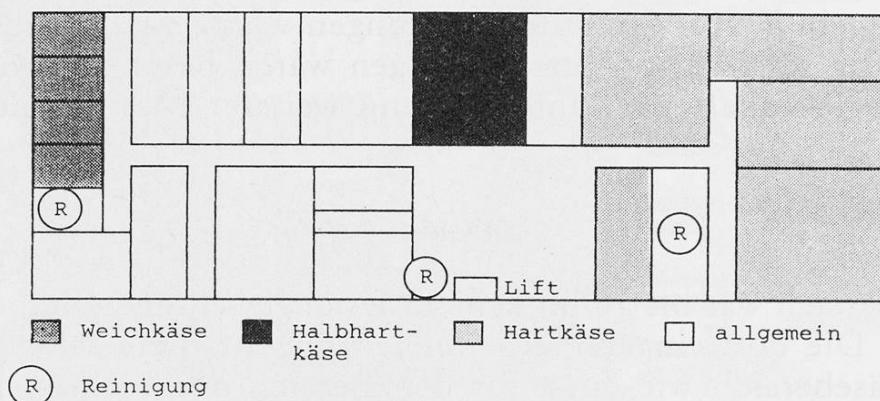 R
R
R
Lift
Weichkäse
Halbhart-
käse
Hartkäse
allgemein
R Reinigung